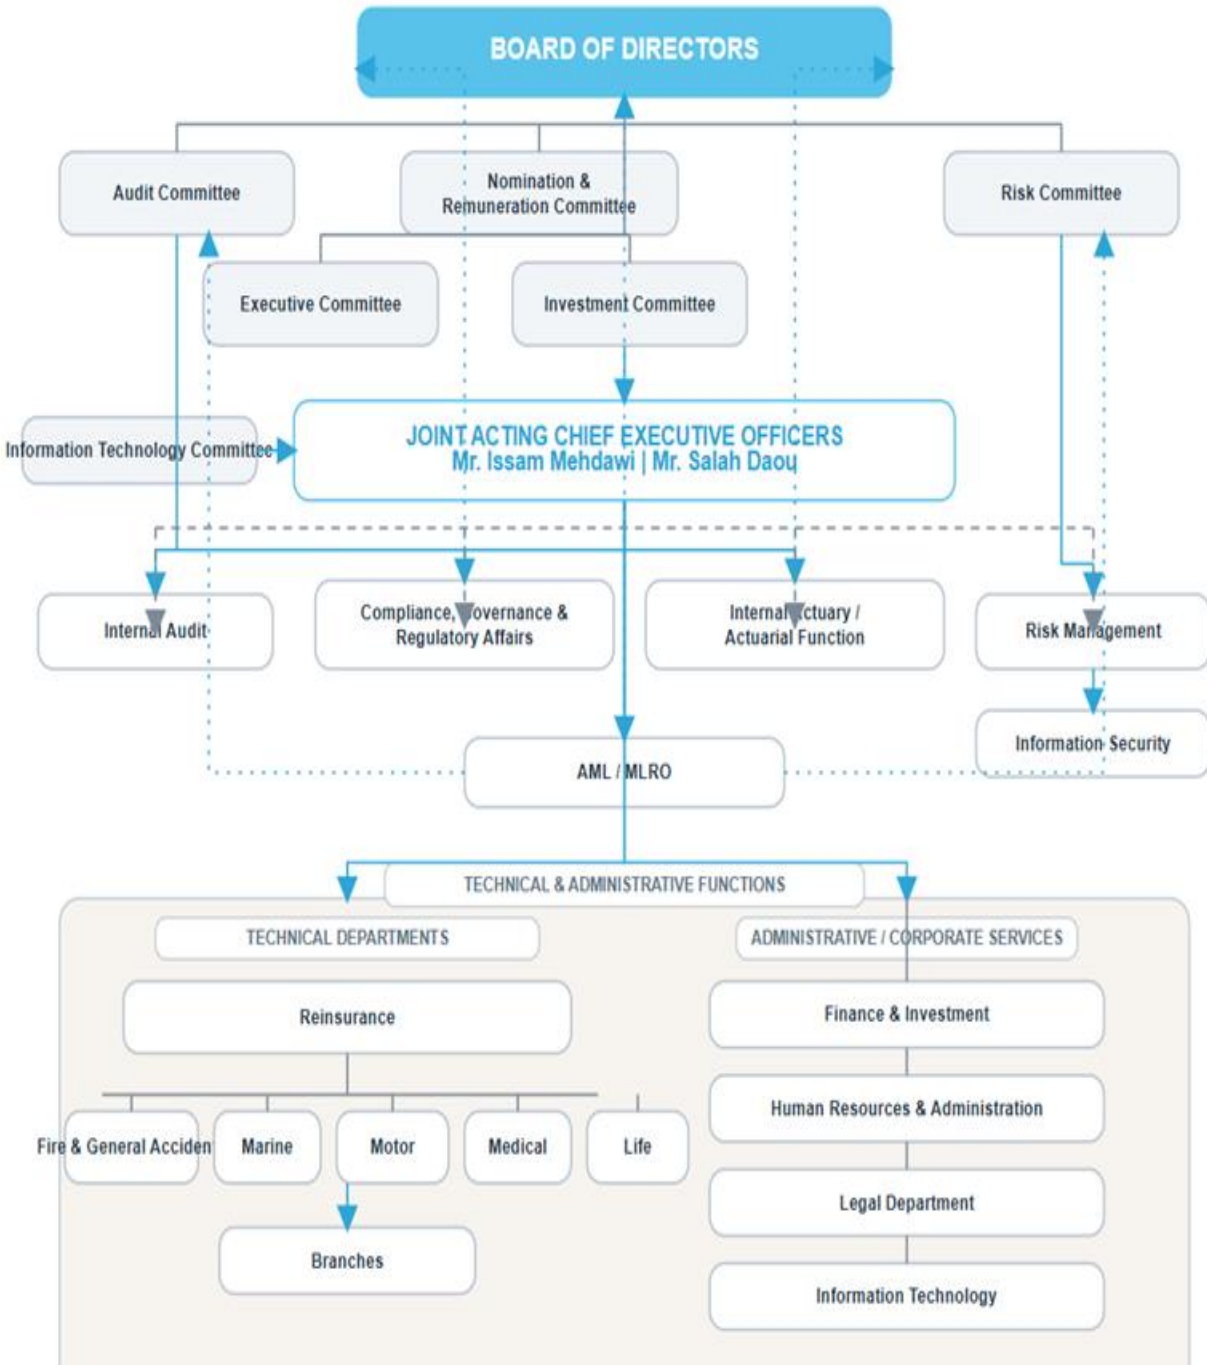 BOARD OF DIRECTORS
Audit Committee
Nomination &
Remuneration Committee
Risk Committee
Executive Committee
Investment Committee
Information Technology Committee
JOINT ACTING CHIEF EXECUTIVE OFFICERS
Mr. Issam Mehdawi | Mr. Salah Daou
Internal Audit
Compliance, Governance &
Regulatory Affairs
Internal Actuary /
Actuarial Function
Risk Management
Information Security
AML / MLRO
TECHNICAL & ADMINISTRATIVE FUNCTIONS
TECHNICAL DEPARTMENTS
ADMINISTRATIVE / CORPORATE SERVICES
Reinsurance
Finance & Investment
Human Resources & Administration
Fire & General Accident
Marine
Motor
Medical
Life
Legal Department
Branches
Information Technology